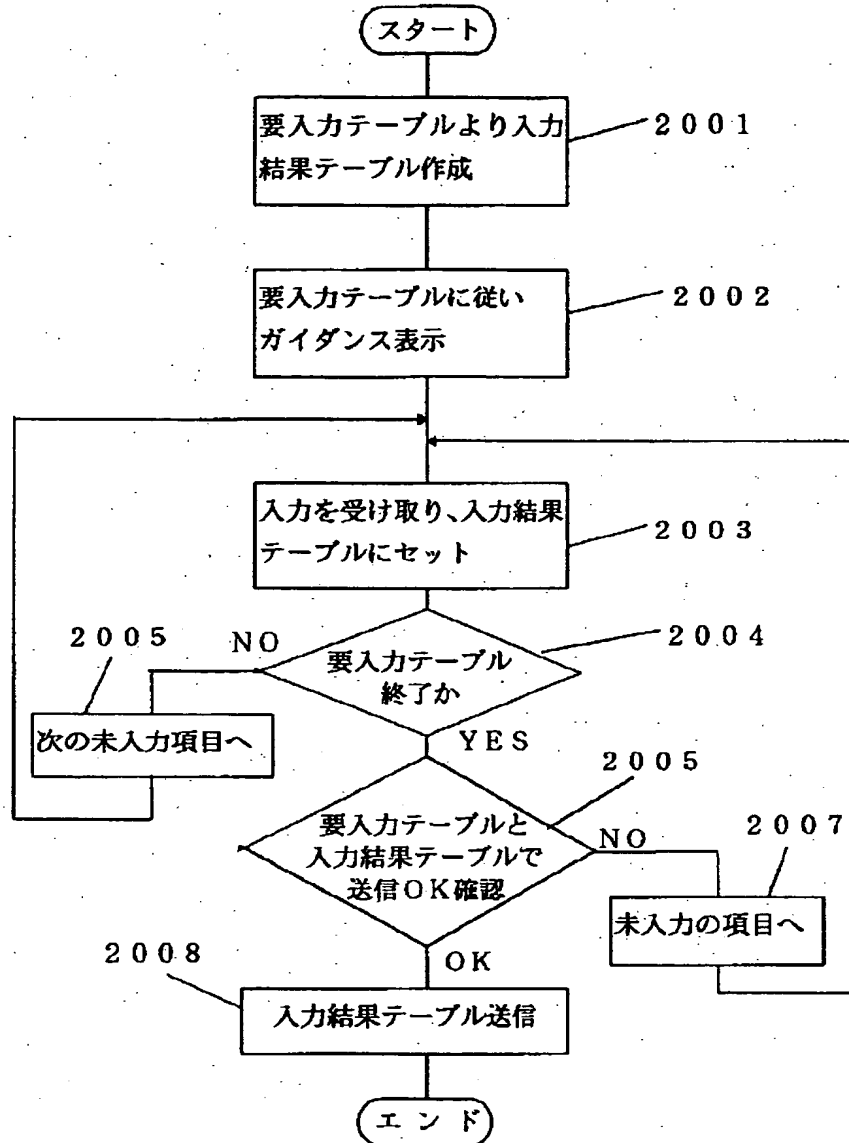 スタート
要入力テーブルより入力
結果テーブル作成
2001
要入力テーブルに従い
ガイダンス表示
2002
入力を受け取り、入力結果
テーブルにセット
2003
2005
NO
要入力テーブル
終了か
2004
次の未入力項目へ
YES
2005
要入力テーブルと
入力結果テーブルで
送信OK確認
NO
2007
未入力の項目へ
2008
OK
入力結果テーブル送信
エンド